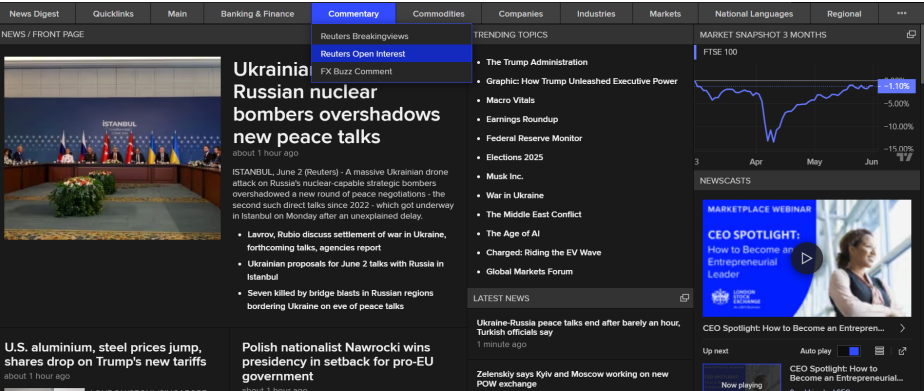 News Digest
Quicklinks
Main
Banking & Finance
Commentary
Commodities
Companies
Industries
Markets
National Languages
Regional
...
Reuters Breakingviews
Reuters Open Interest
FX Buzz Comment
NEWS / FRONT PAGE
İSTANBUL
Ukrainian
Russian nuclear
bombers overshadows
new peace talks
about 1 hour ago
ISTANBUL, June 2 (Reuters) - A massive Ukrainian drone
attack on Russia's nuclear-capable strategic bombers
overshadowed a new round of peace negotiations - the
second such direct talks since 2022 - which got underway
in Istanbul on Monday after an unexplained delay.
• Lavrov, Rubio discuss settlement of war in Ukraine,
forthcoming talks, agencies report
• Ukrainian proposals for June 2 talks with Russia in
Istanbul
• Seven killed by bridge blasts in Russian regions
bordering Ukraine on eve of peace talks
U.S. aluminium, steel prices jump,
shares drop on Trump's new tariffs
about 1 hour ago
Polish nationalist Nawrocki wins
presidency in setback for pro-EU
government
about 1 hour ago
TRENDING TOPICS
• The Trump Administration
• Graphic: How Trump Unleashed Executive Power
• Macro Vitals
• Earnings Roundup
• Federal Reserve Monitor
• Elections 2025
• Musk Inc.
• War in Ukraine
• The Middle East Conflict
• The Age of AI
• Charged: Riding the EV Wave
• Global Markets Forum
LATEST NEWS
Ukraine-Russia peace talks end after barely an hour,
Turkish officials say
1 minute ago
Zelenskiy says Kyiv and Moscow working on new
POW exchange
MARKET SNAPSHOT 3 MONTHS
FTSE 100
0.00%
−1.10%
−5.00%
−10.00%
−15.00%
3 Apr May Jun
NEWSCASTS
MARKETPLACE WEBINAR
CEO SPOTLIGHT:
How to Become an
Entrepreneurial
Leader
LONDON
STOCK
EXCHANGE
CEO Spotlight: How to Become an Entrepren...
Up next
Auto play
Now playing
CEO Spotlight: How to
Become an Entrepreneurial...